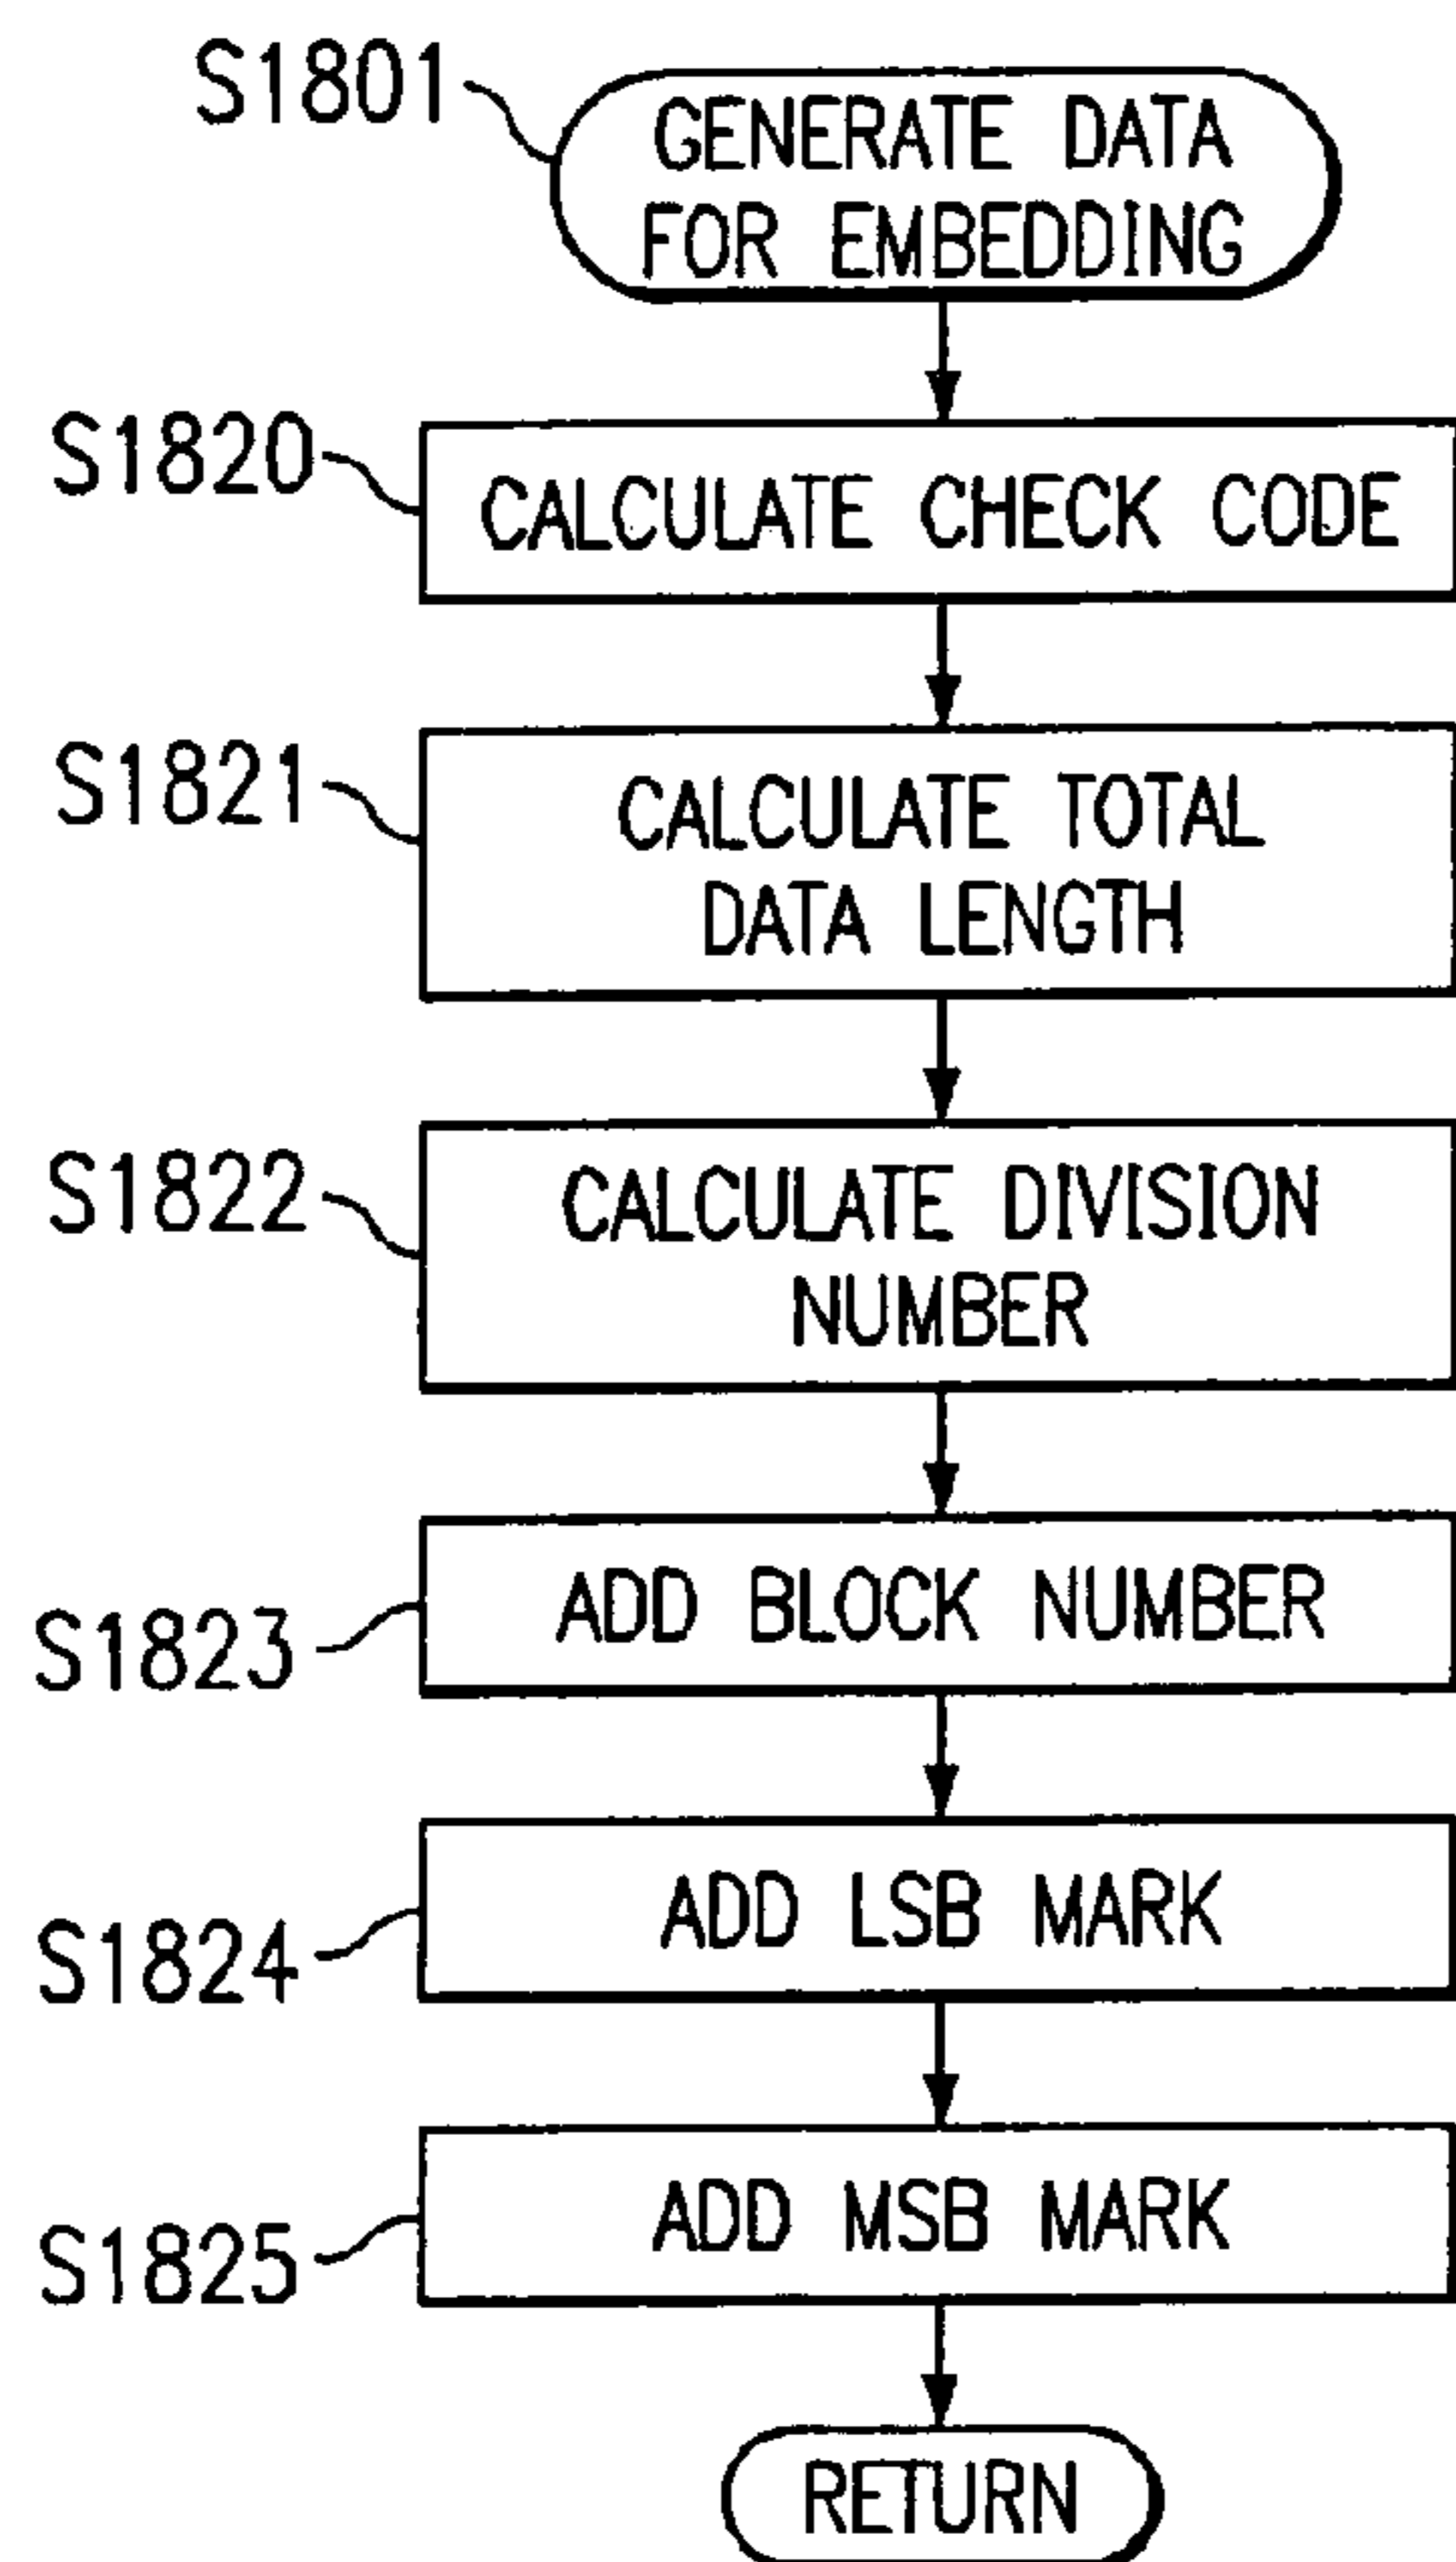 S1801
GENERATE DATA
FOR EMBEDDING
S1820
CALCULATE CHECK CODE
S1821
CALCULATE TOTAL
DATA LENGTH
S1822
CALCULATE DIVISION
NUMBER
S1823
ADD BLOCK NUMBER
S1824
ADD LSB MARK
S1825
ADD MSB MARK
RETURN